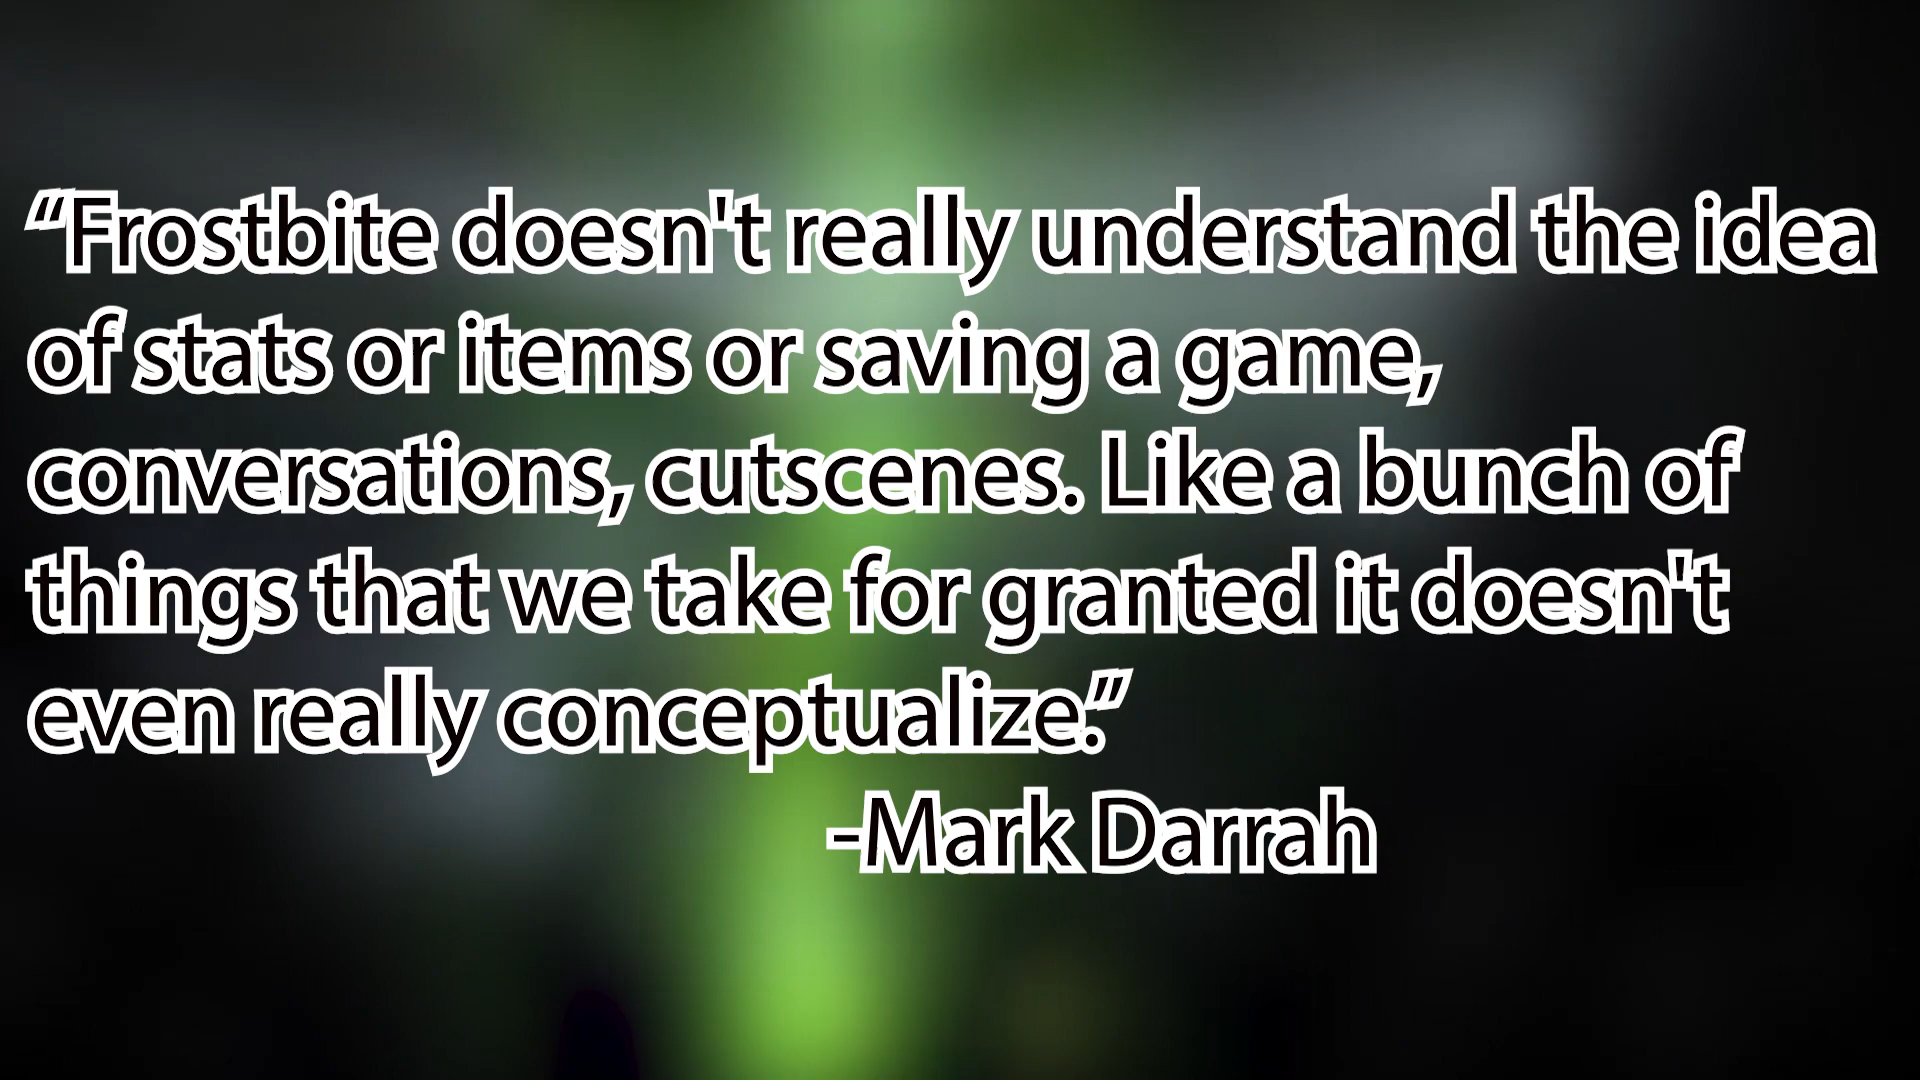 “Frostbite doesn't really understand the idea
of stats or items or saving a game,
conversations, cutscenes. Like a bunch of
things that we take for granted it doesn't
even really conceptualize.”
-Mark Darrah